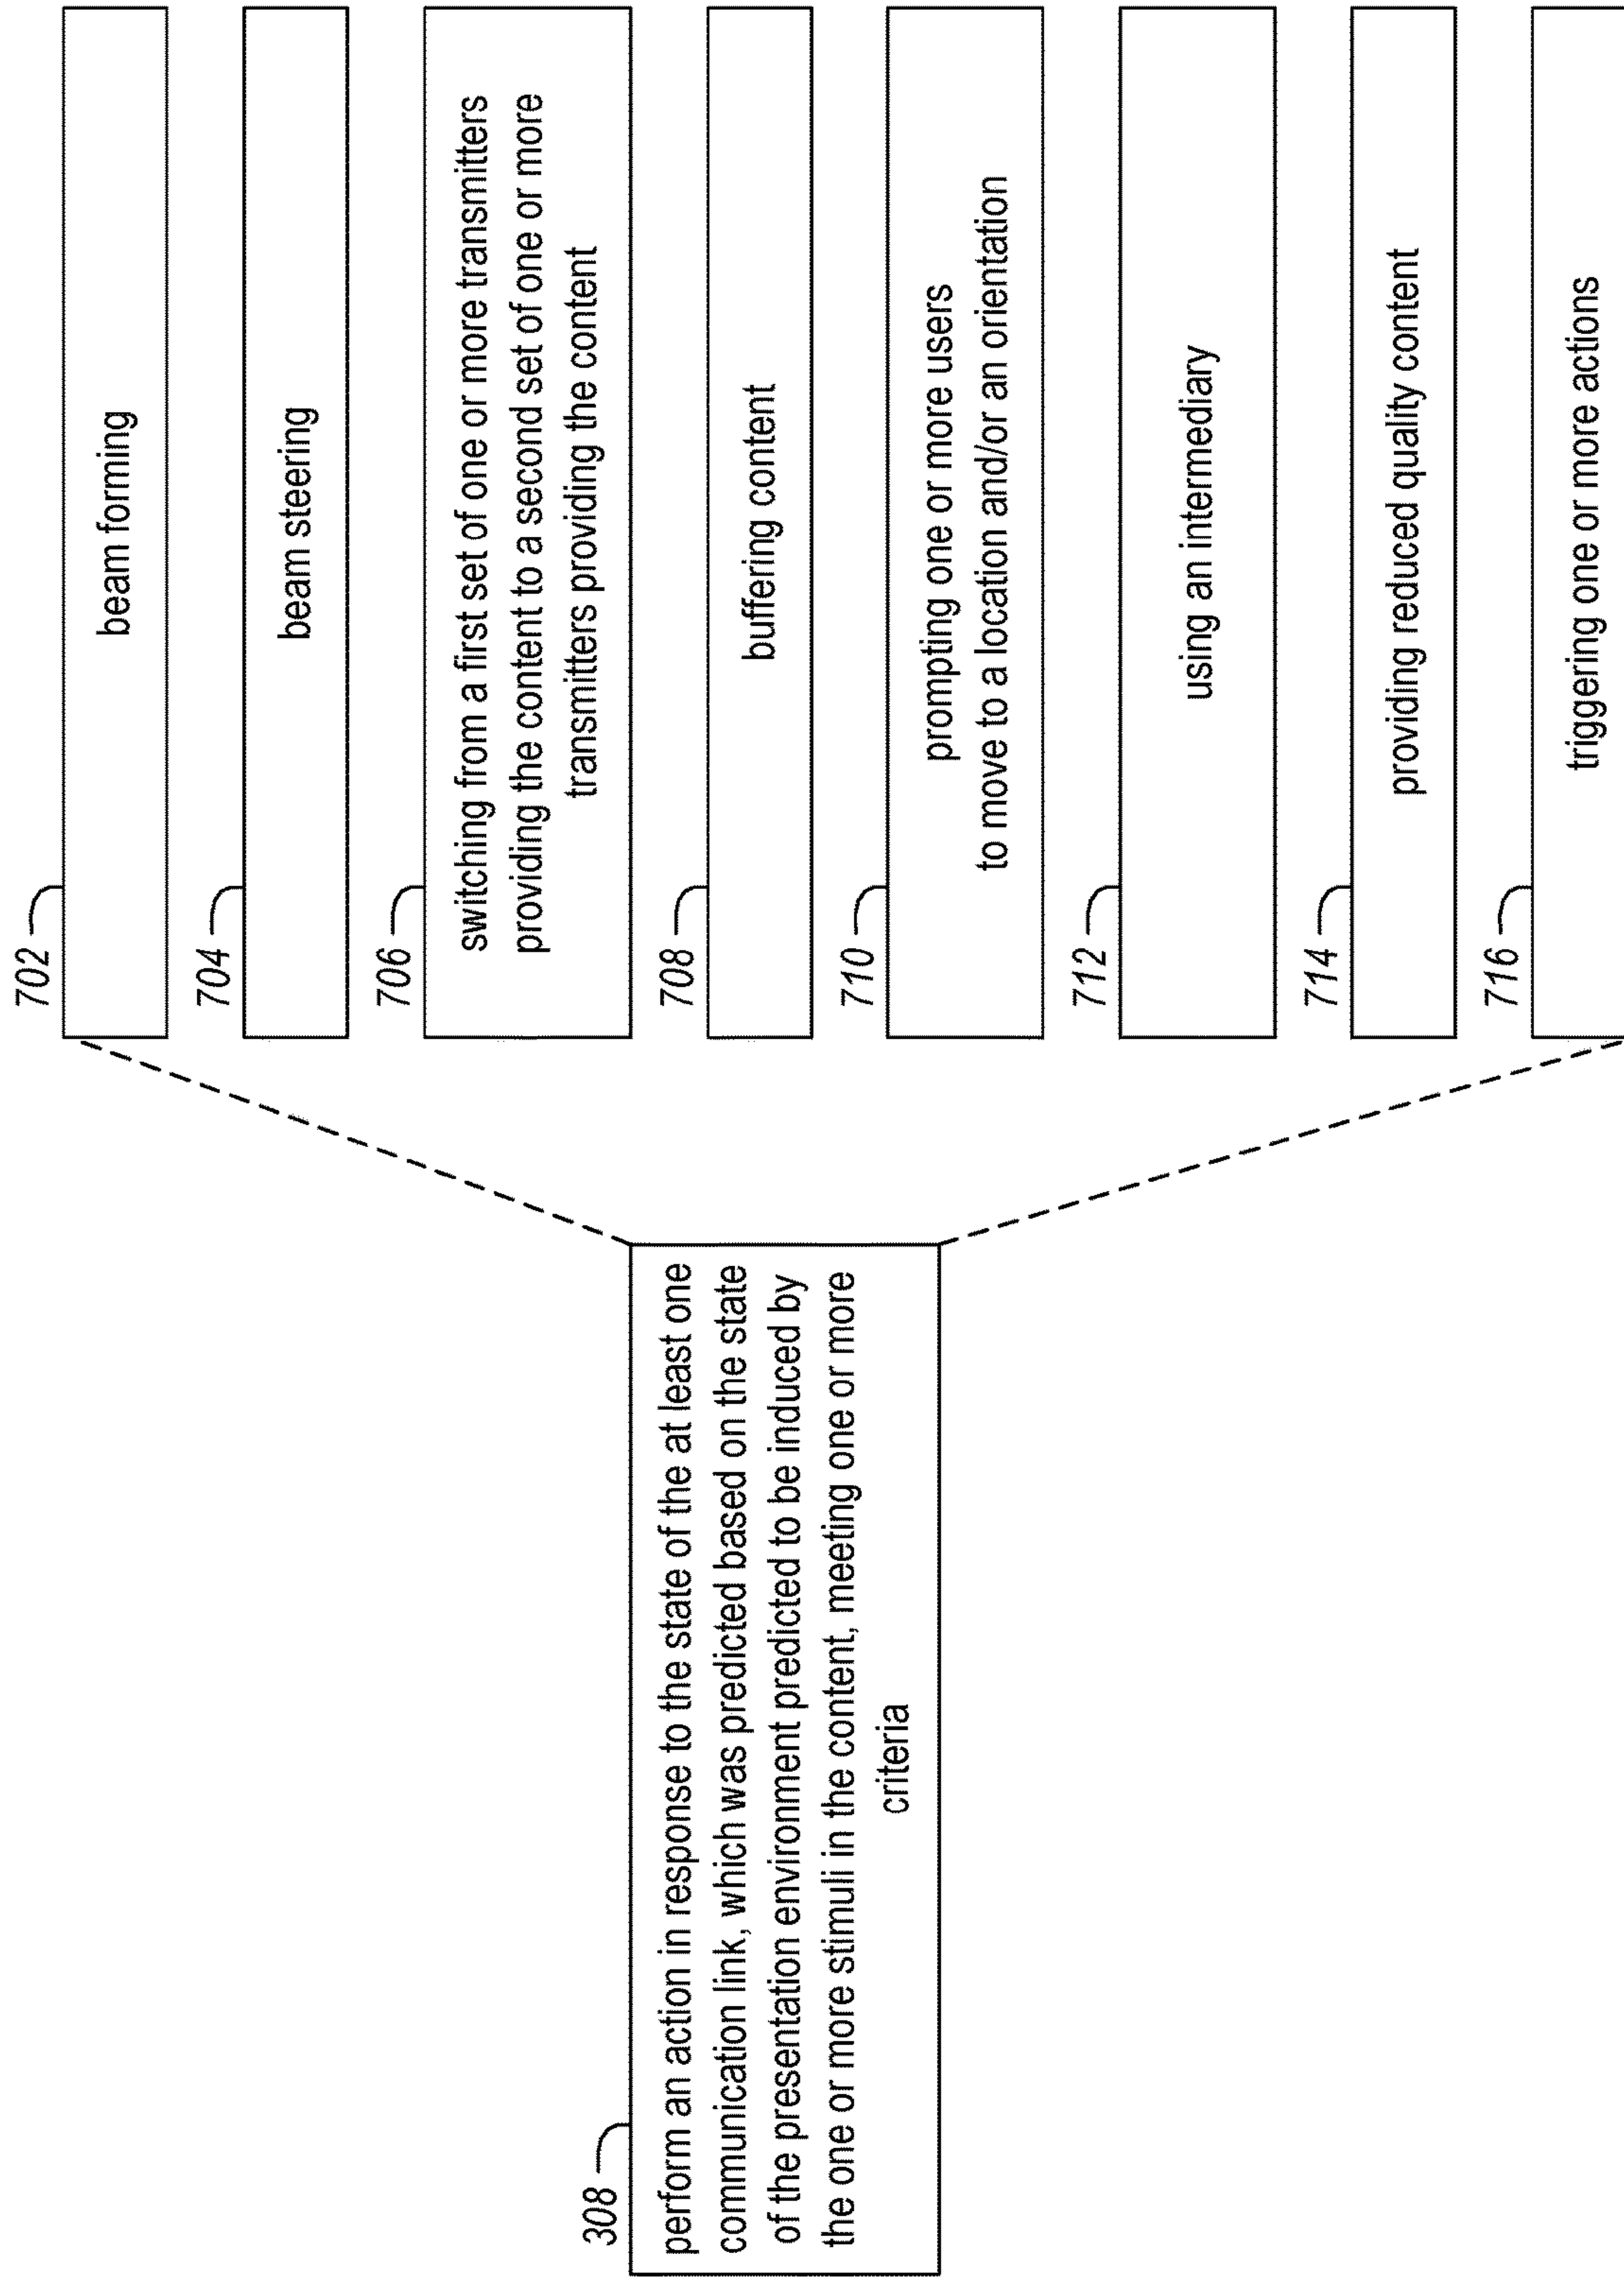 308
perform an action in response to the state of the at least one
communication link, which was predicted based on the state
of the presentation environment predicted to be induced by
the one or more stimuli in the content, meeting one or more
criteria
702
beam forming
704
beam steering
706
switching from a first set of one or more transmitters
providing the content to a second set of one or more
transmitters providing the content
708
buffering content
710
prompting one or more users
to move to a location and/or an orientation
712
using an intermediary
714
providing reduced quality content
716
triggering one or more actions